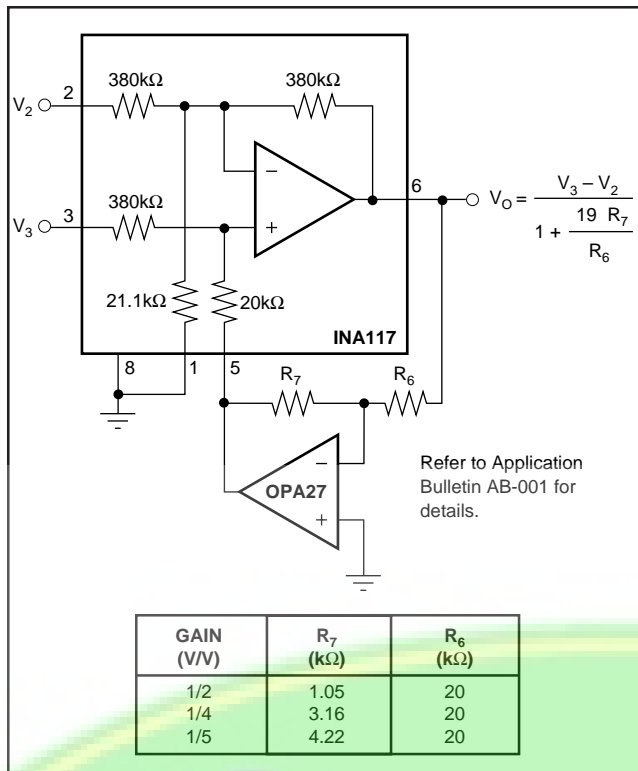 380kΩ
380kΩ
V2
2
6
VO = V3 – V2
1 + 19 R7
R6
V3
3
380kΩ
–
+
21.1kΩ
20kΩ
INA117
8
1
5
R7
R6
–
OPA27
+
Refer to Application
Bulletin AB-001 for
details.
GAIN R7 R6
(V/V) (kΩ) (kΩ)
1/2 1.05 20
1/4 3.16 20
1/5 4.22 20